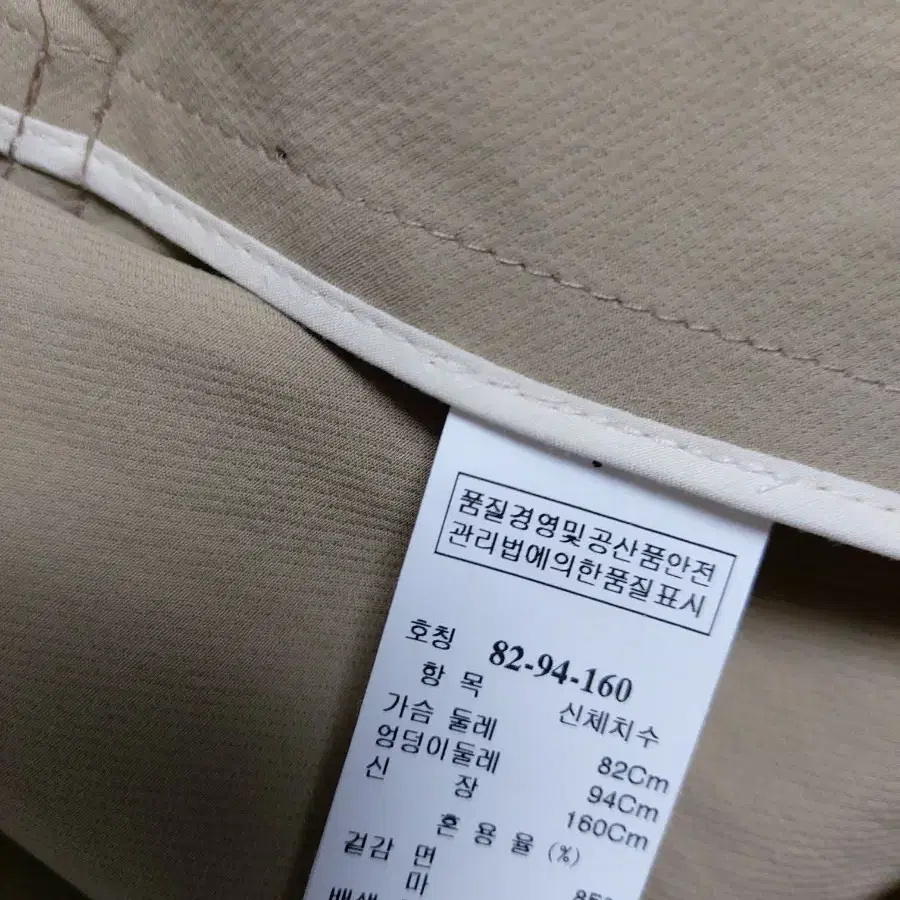 품질경영및공산품안전
관리법에의한품질표시
호칭 82-94-160
항 목 신체치수
가슴 둘레 82Cm
엉덩이둘레 94Cm
신 장 160Cm
혼 용 율 (%)
겉감 면
마